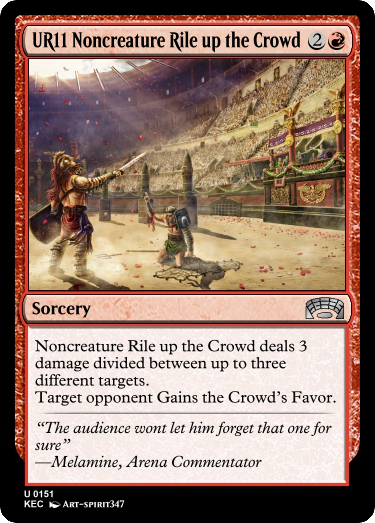 UR11 Noncreature Rile up the Crowd 2
Sorcery
Noncreature Rile up the Crowd deals 3
damage divided between up to three
different targets.
Target opponent Gains the Crowd's Favor.
“The audience wont let him forget that one for
sure”
—Melamine, Arena Commentator
U 0151
KEC Art-spirit347